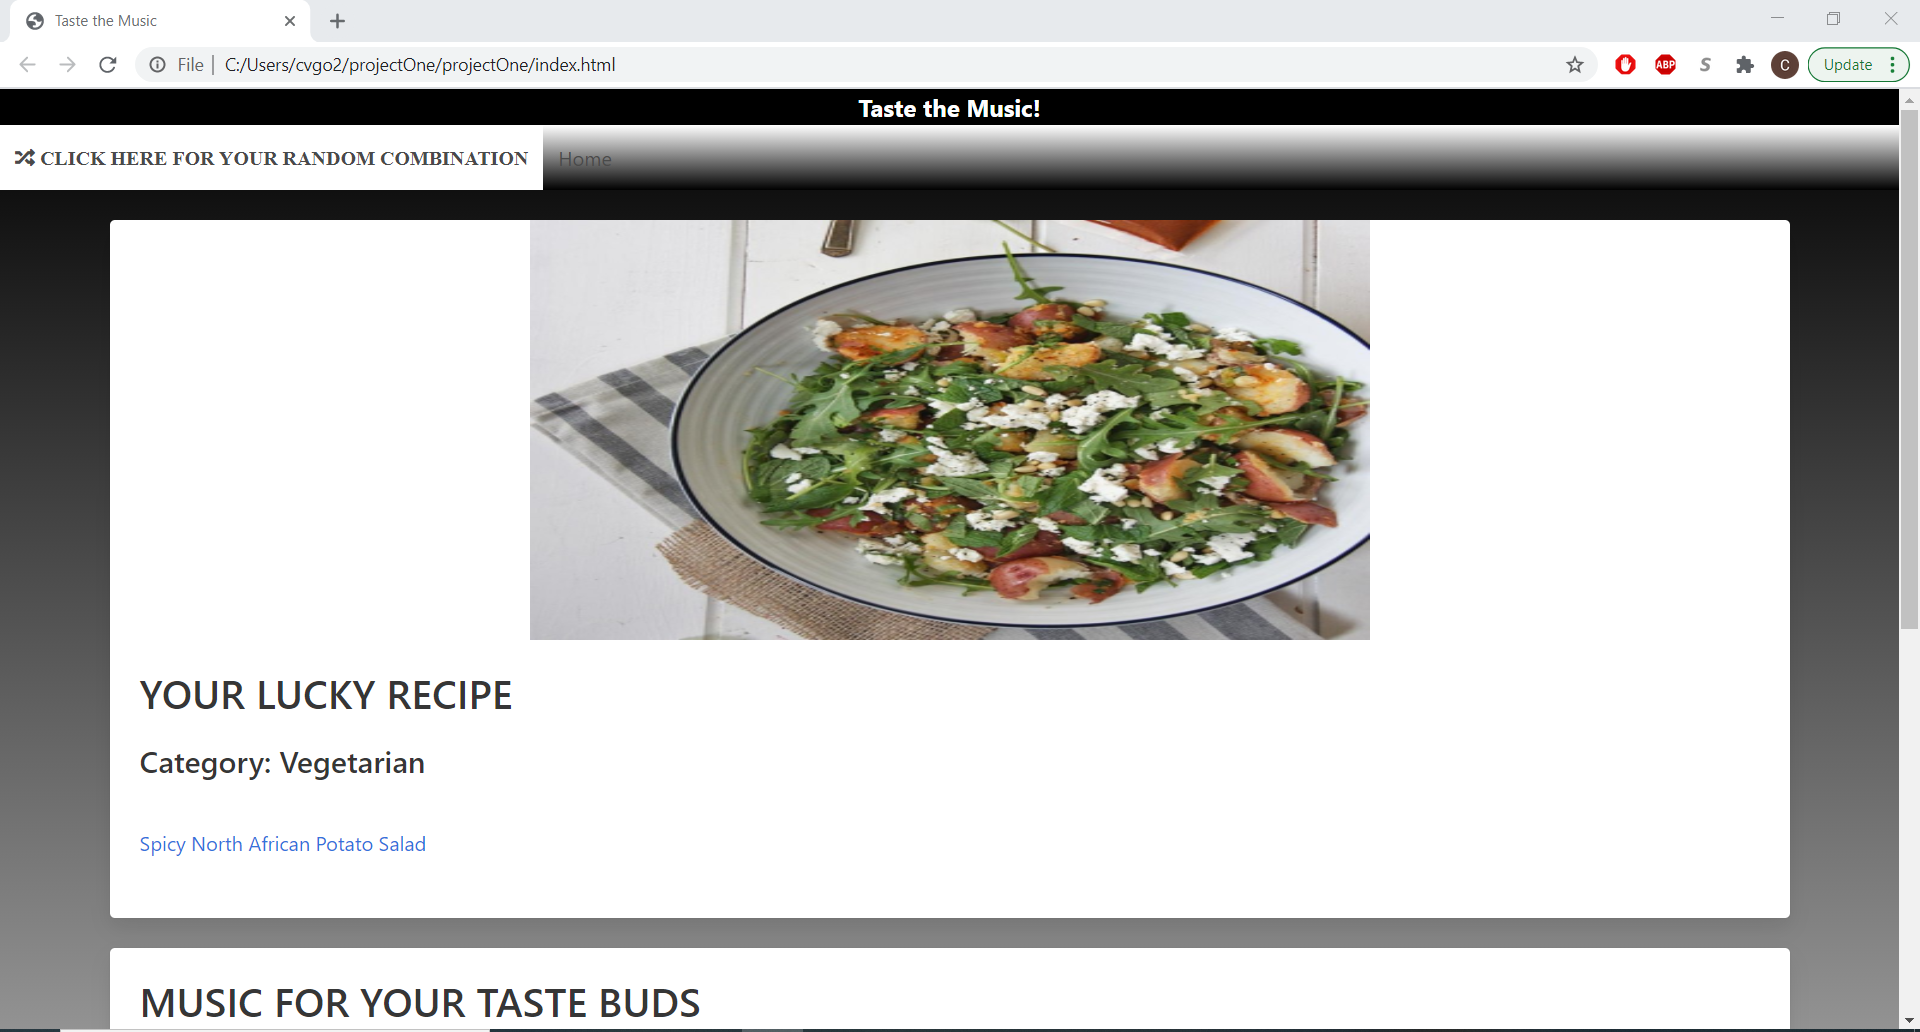 Taste the Music
File | C:/Users/cvgo2/projectOne/projectOne/index.html
ABP
S
C
Update
Taste the Music!
CLICK HERE FOR YOUR RANDOM COMBINATION
Home
YOUR LUCKY RECIPE
Category: Vegetarian
Spicy North African Potato Salad
MUSIC FOR YOUR TASTE BUDS